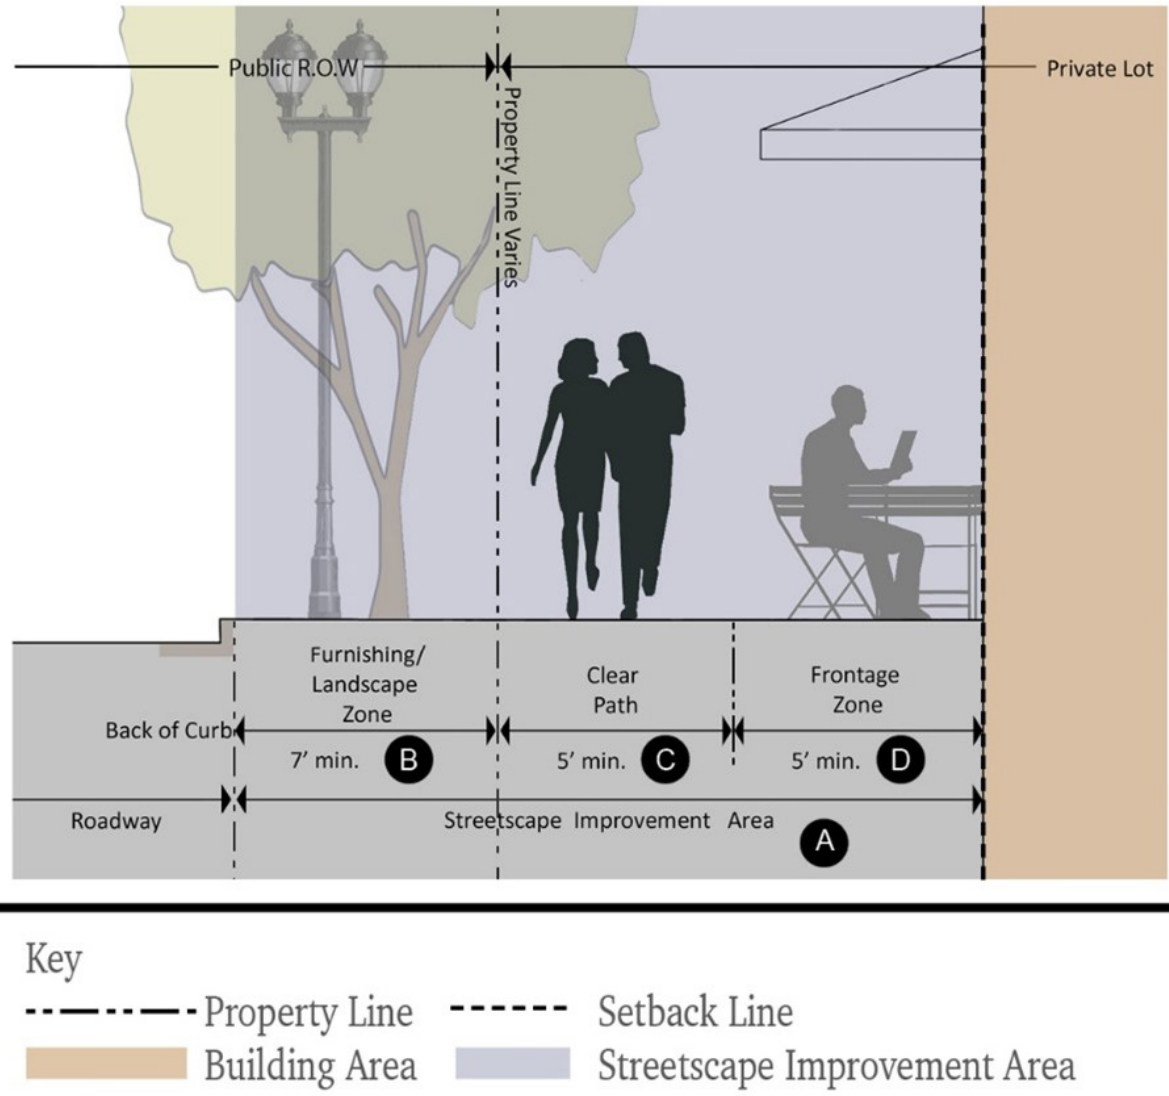 Public R.O.W
Private Lot
Property Line Varies
Furnishing/
Landscape
Zone
Clear
Path
Frontage
Zone
Back of Curb
7’ min. B
5’ min. C
5’ min. D
Roadway
Streetscape Improvement Area
A
Key
Property Line
Setback Line
Building Area
Streetscape Improvement Area